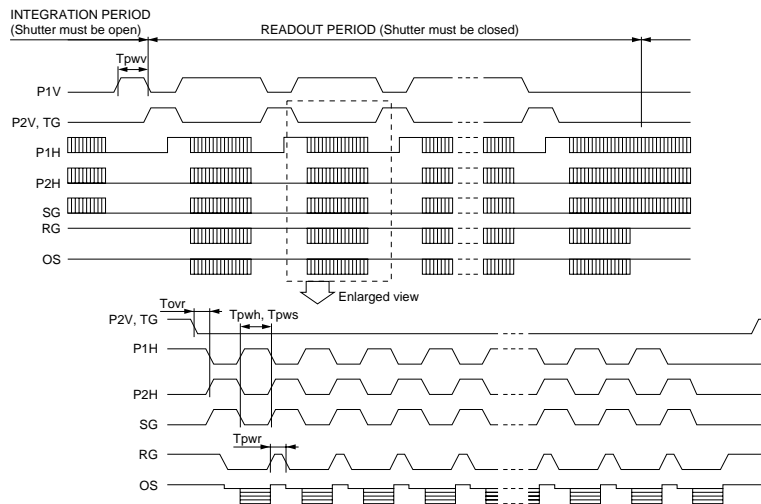 INTEGRATION PERIOD
(Shutter must be open)
READOUT PERIOD (Shutter must be closed)
Tpwv
P1V
P2V, TG
P1H
P2H
SG
RG
OS
Enlarged view
Tovr
Tpwh, Tpws
P2V, TG
P1H
P2H
SG
Tpwr
RG
OS